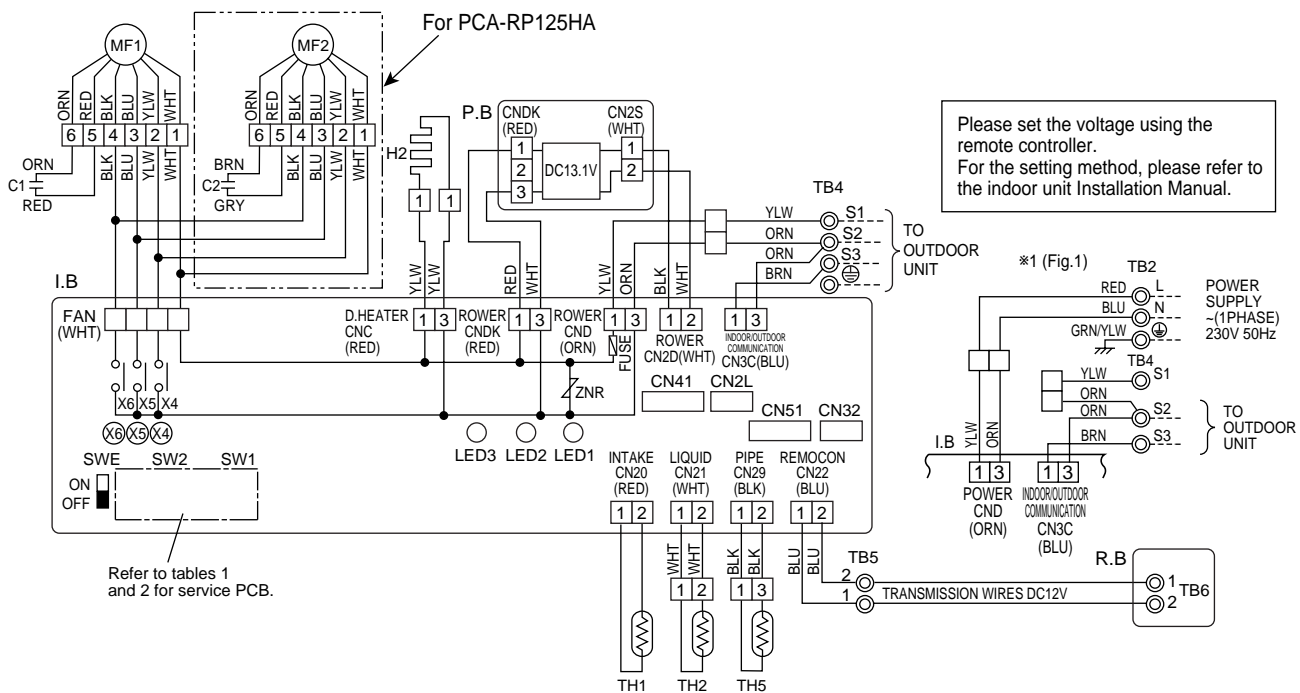 For PCA-RP125HA
MF1
MF2
ORN RED BLK BLU YLW WHT
ORN RED BLK BLU YLW WHT
6 5 4 3 2 1
6 5 4 3 2 1
ORN
C1
RED
BLK BLU YLW WHT
BRN
C2
GRY
BLK BLU YLW WHT
H2
1 1
YLW YLW
P.B
CNDK
(RED)
CN2S
(WHT)
1
2
3
DC13.1V
1
2
RED WHT
YLW ORN
BLK WHT
TB4
YLW
S1
ORN
S2
ORN
S3
BRN
TO
OUTDOOR
UNIT
Please set the voltage using the
remote controller.
For the setting method, please refer to
the indoor unit Installation Manual.
※1 (Fig.1)
TB2
RED
L
BLU
N
GRN/YLW
POWER
SUPPLY
~(1PHASE)
230V 50Hz
TB4
YLW
S1
ORN
ORN
S2
BRN
S3
TO
OUTDOOR
UNIT
YLW ORN
I.B
1 3
1 3
POWER
CND
(ORN)
INDOOR/OUTDOOR
COMMUNICATION
CN3C
(BLU)
I.B
FAN
(WHT)
D.HEATER
CNC
(RED)
1 3
ROWER
CNDK
(RED)
1 3
ROWER
CND
(ORN)
1 3
FUSE
1 2
ROWER
CN2D(WHT)
1 3
INDOOR/OUTDOOR
COMMUNICATION
CN3C(BLU)
ZNR
CN41
CN2L
CN51
CN32
X6 X5 X4
X6 X5 X4
LED3 LED2 LED1
SWE
SW2
SW1
ON
OFF
INTAKE
CN20
(RED)
LIQUID
CN21
(WHT)
PIPE
CN29
(BLK)
REMOCON
CN22
(BLU)
1 2
1 2
1 2
1 2
Refer to tables 1
and 2 for service PCB.
WHT WHT
BLK BLK
BLU BLU
1 2
1 3
TB5
2
1
TRANSMISSION WIRES DC12V
R.B
1
2
TB6
TH1
TH2
TH5